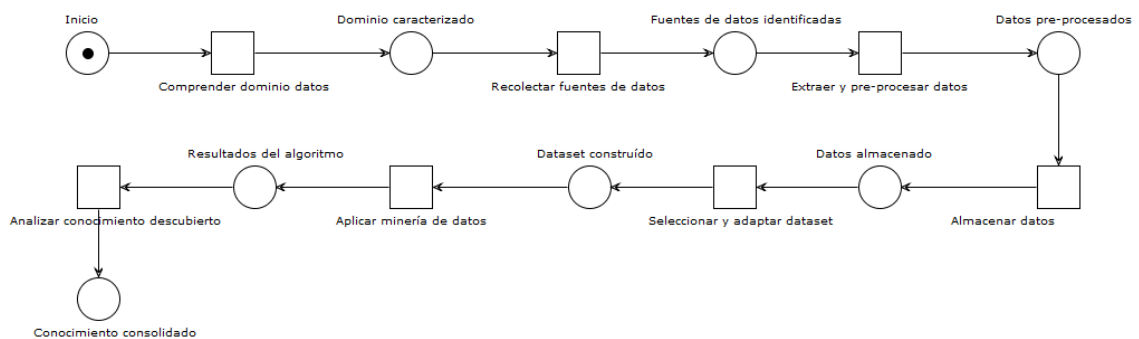 Inicio
Dominio caracterizado
Fuentes de datos identificadas
Datos pre-procesados
Comprender dominio datos
Recolectar fuentes de datos
Extraer y pre-procesar datos
Resultados del algoritmo
Dataset construído
Datos almacenado
Analizar conocimiento descubierto
Aplicar minería de datos
Seleccionar y adaptar dataset
Almacenar datos
Conocimiento consolidado